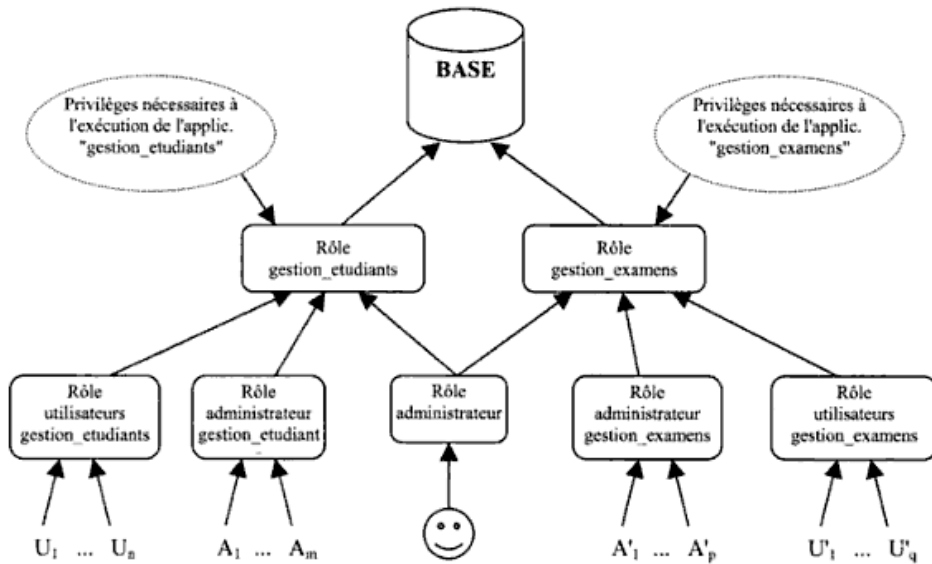 BASE
Privilèges nécessaires à
l'exécution de l'applic.
"gestion_etudiants"
Privilèges nécessaires à
l'exécution de l'applic.
"gestion_examens"
Rôle
gestion_etudiants
Rôle
gestion_examens
Rôle
utilisateurs
gestion_etudiants
Rôle
administrateur
gestion_etudiant
Rôle
administrateur
Rôle
administrateur
gestion_examens
Rôle
utilisateurs
gestion_examens
U1 ... Un
A1 ... Am
A'1 ... A'p
U'1 ... U'q